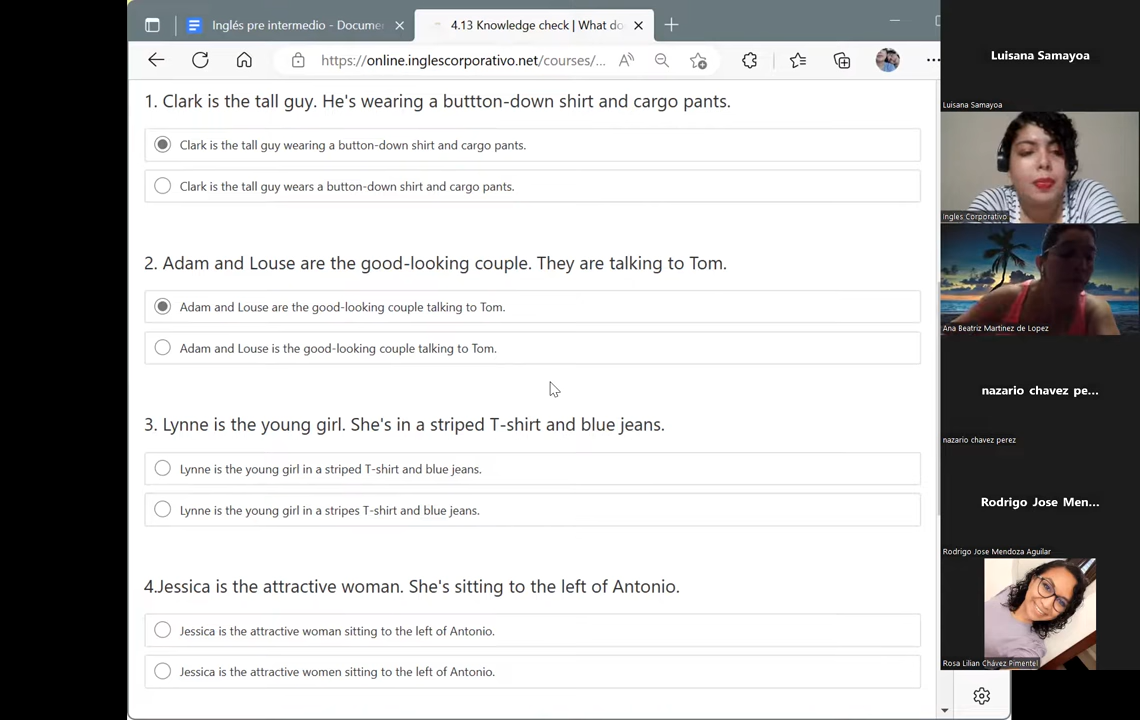 Inglés pre intermedio - Docume
4.13 Knowledge check | What do
https://online.inglescorporativo.net/courses/...
1. Clark is the tall guy. He's wearing a buttton-down shirt and cargo pants.
Clark is the tall guy wearing a button-down shirt and cargo pants.
Clark is the tall guy wears a button-down shirt and cargo pants.
2. Adam and Louse are the good-looking couple. They are talking to Tom.
Adam and Louse are the good-looking couple talking to Tom.
Adam and Louse is the good-looking couple talking to Tom.
3. Lynne is the young girl. She's in a striped T-shirt and blue jeans.
Lynne is the young girl in a striped T-shirt and blue jeans.
Lynne is the young girl in a stripes T-shirt and blue jeans.
4.Jessica is the attractive woman. She's sitting to the left of Antonio.
Jessica is the attractive woman sitting to the left of Antonio.
Jessica is the attractive women sitting to the left of Antonio.
Luisana Samayoa
Luisana Samayoa
Ingles Corporativo
Ana Beatriz Martinez de Lopez
nazario chavez pe...
nazario chavez perez
Rodrigo Jose Men...
Rodrigo Jose Mendoza Aguilar
Rosa Lilian Chávez Pimentel